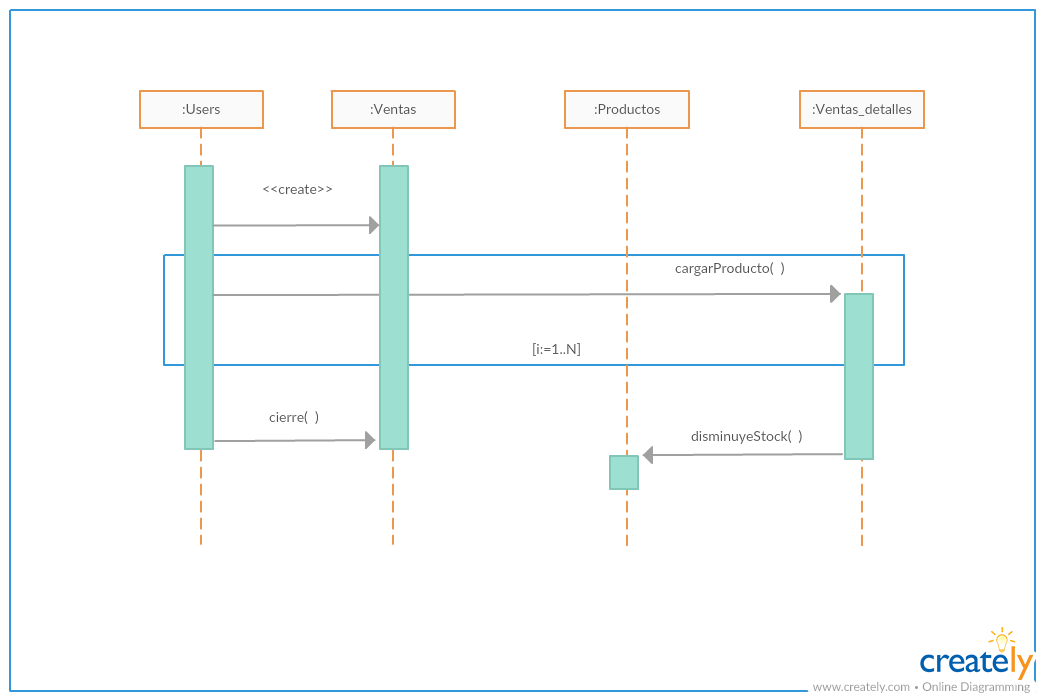 :Users
:Ventas
:Productos
:Ventas_detalles
<<create>>
cargarProducto(  )
[i:=1..N]
cierre(  )
disminuyeStock(  )
creately
www.creately.com • Online Diagramming